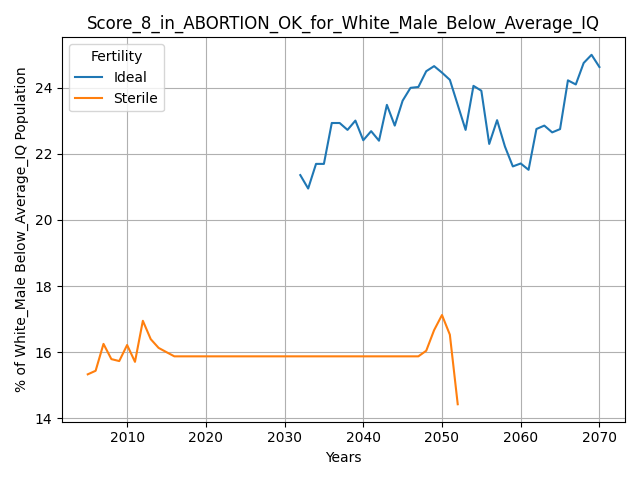 Score_8_in_ABORTION_OK_for_White_Male_Below_Average_IQ
Fertility
Ideal
Sterile
% of White_Male Below_Average_IQ Population
24
22
20
18
16
14
2010 2020 2030 2040 2050 2060 2070
Years